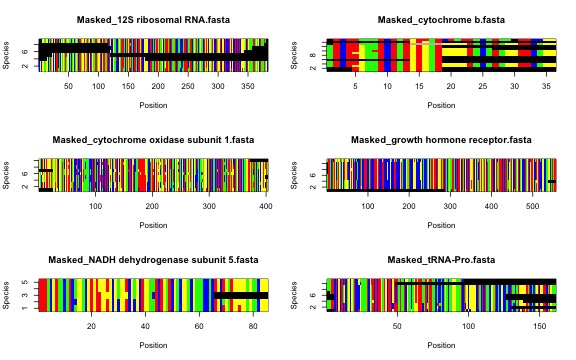 Masked_12S ribosomal RNA.fasta
Species
2 6
50 100 150 200 250 300 350
Position
Masked_cytochrome b.fasta
Species
2 8
5 10 15 20 25 30 35
Position
Masked_cytochrome oxidase subunit 1.fasta
Species
2 6
100 200 300 400
Position
Masked_growth hormone receptor.fasta
Species
2 6
100 200 300 400 500
Position
Masked_NADH dehydrogenase subunit 5.fasta
Species
1 3 5
20 40 60 80
Position
Masked_tRNA-Pro.fasta
Species
2 6
50 100 150
Position